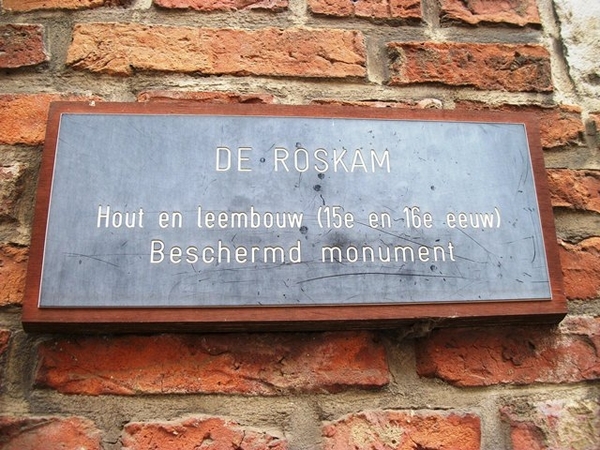 DE ROSKAM
Hout en leembouw (15e en 16e eeuw)
Beschermd monument